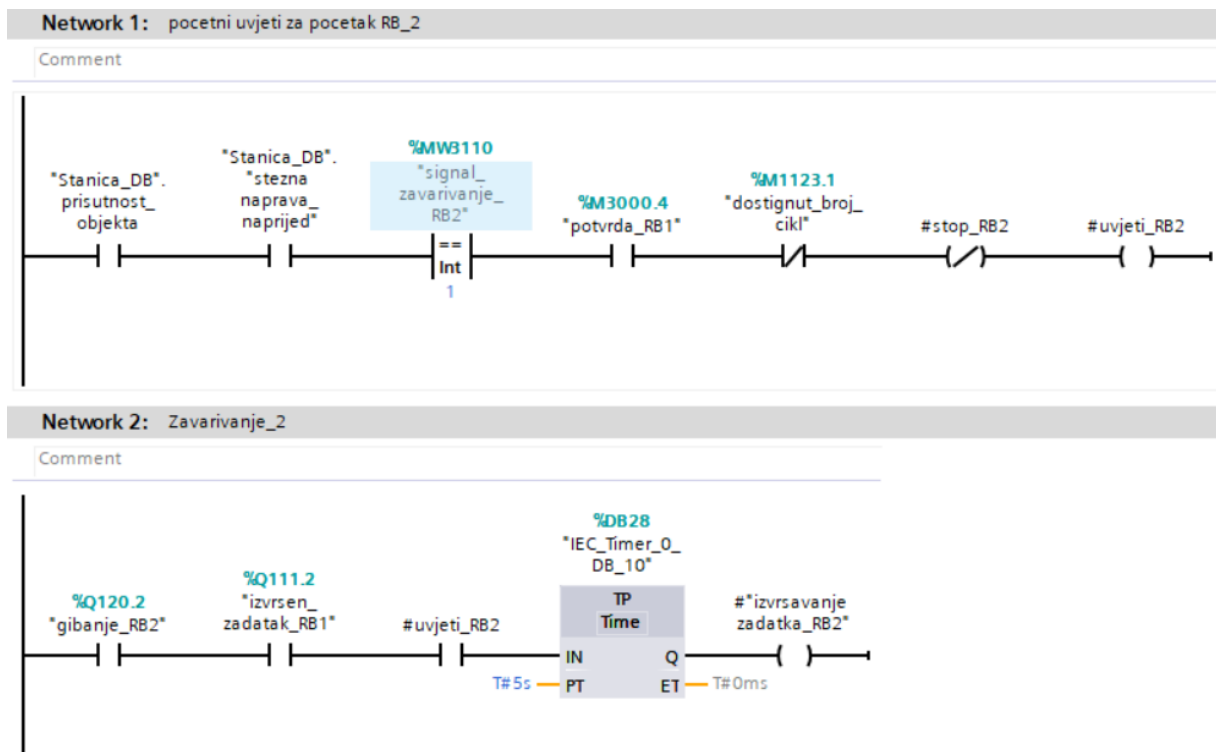 Network 1: pocetni uvjeti za pocetak RB_2
Comment
"Stanica_DB".
prisutnost_
objekta
"Stanica_DB".
"stezna
naprava_
naprijed"
%MW3110
"signal_
zavarivanje_
RB2"
==
Int
1
%M3000.4
"potvrda_RB1"
%M1123.1
"dostignut_broj_
cikl"
#stop_RB2
#uvjeti_RB2
Network 2: Zavarivanje_2
Comment
%Q120.2
"gibanje_RB2"
%Q111.2
"izvrsen_
zadatak_RB1"
#uvjeti_RB2
%DB28
"IEC_Timer_0_
DB_10"
TP
Time
IN Q
T#5s PT ET T#0ms
#"izvrsavanje
zadatka_RB2"